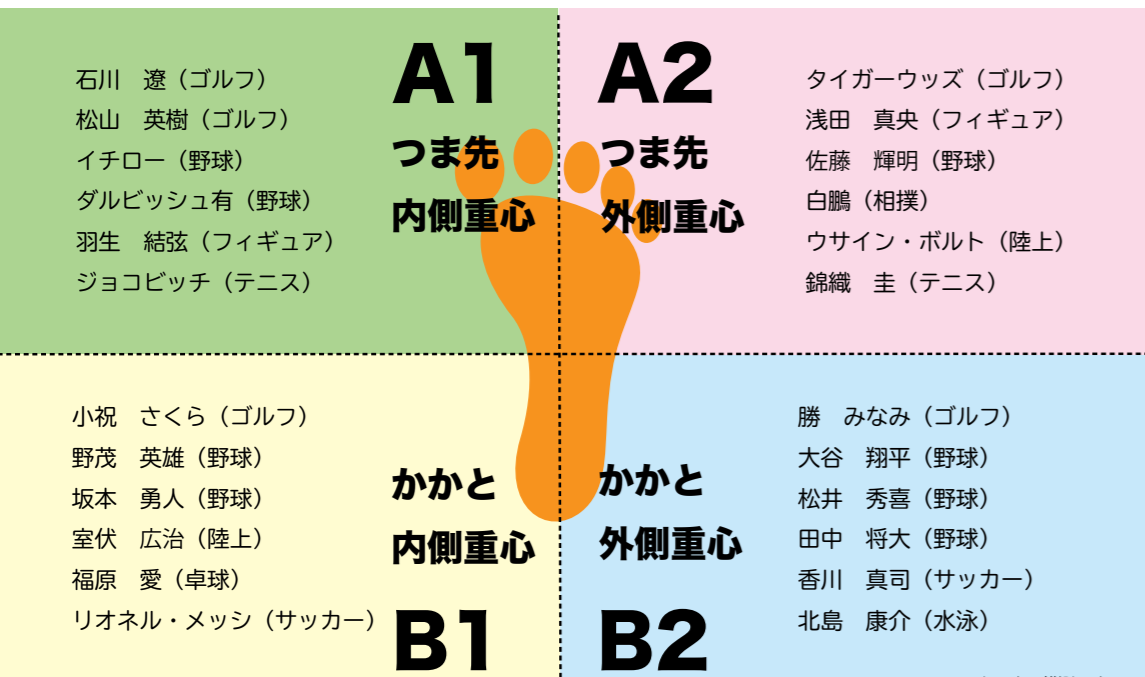 A1
つま先
内側重心
石川　遼（ゴルフ）
松山　英樹（ゴルフ）
イチロー（野球）
ダルビッシュ有（野球）
羽生　結弦（フィギュア）
ジョコビッチ（テニス）
A2
つま先
外側重心
タイガーウッズ（ゴルフ）
浅田　真央（フィギュア）
佐藤　輝明（野球）
白鵬（相撲）
ウサイン・ボルト（陸上）
錦織　圭（テニス）
小祝　さくら（ゴルフ）
野茂　英雄（野球）
坂本　勇人（野球）
室伏　広治（陸上）
福原　愛（卓球）
リオネル・メッシ（サッカー）
かかと
内側重心
B1
勝　みなみ（ゴルフ）
大谷　翔平（野球）
松井　秀喜（野球）
田中　将大（野球）
香川　真司（サッカー）
北島　康介（水泳）
かかと
外側重心
B2